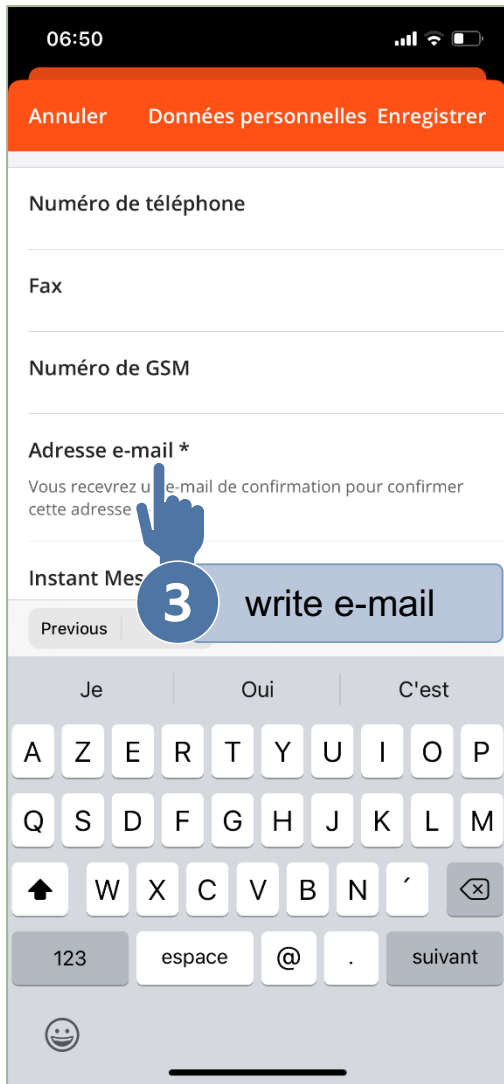 06:50
Annuler Données personnelles Enregistrer
Numéro de téléphone
Fax
Numéro de GSM
Adresse e-mail *
Vous recevrez u e-mail de confirmation pour confirmer
cette adresse
Instant Mes
3 write e-mail
Previous
Je Oui C'est
A Z E R T Y U I O P
Q S D F G H J K L M
W X C V B N ´
123 espace @ . suivant